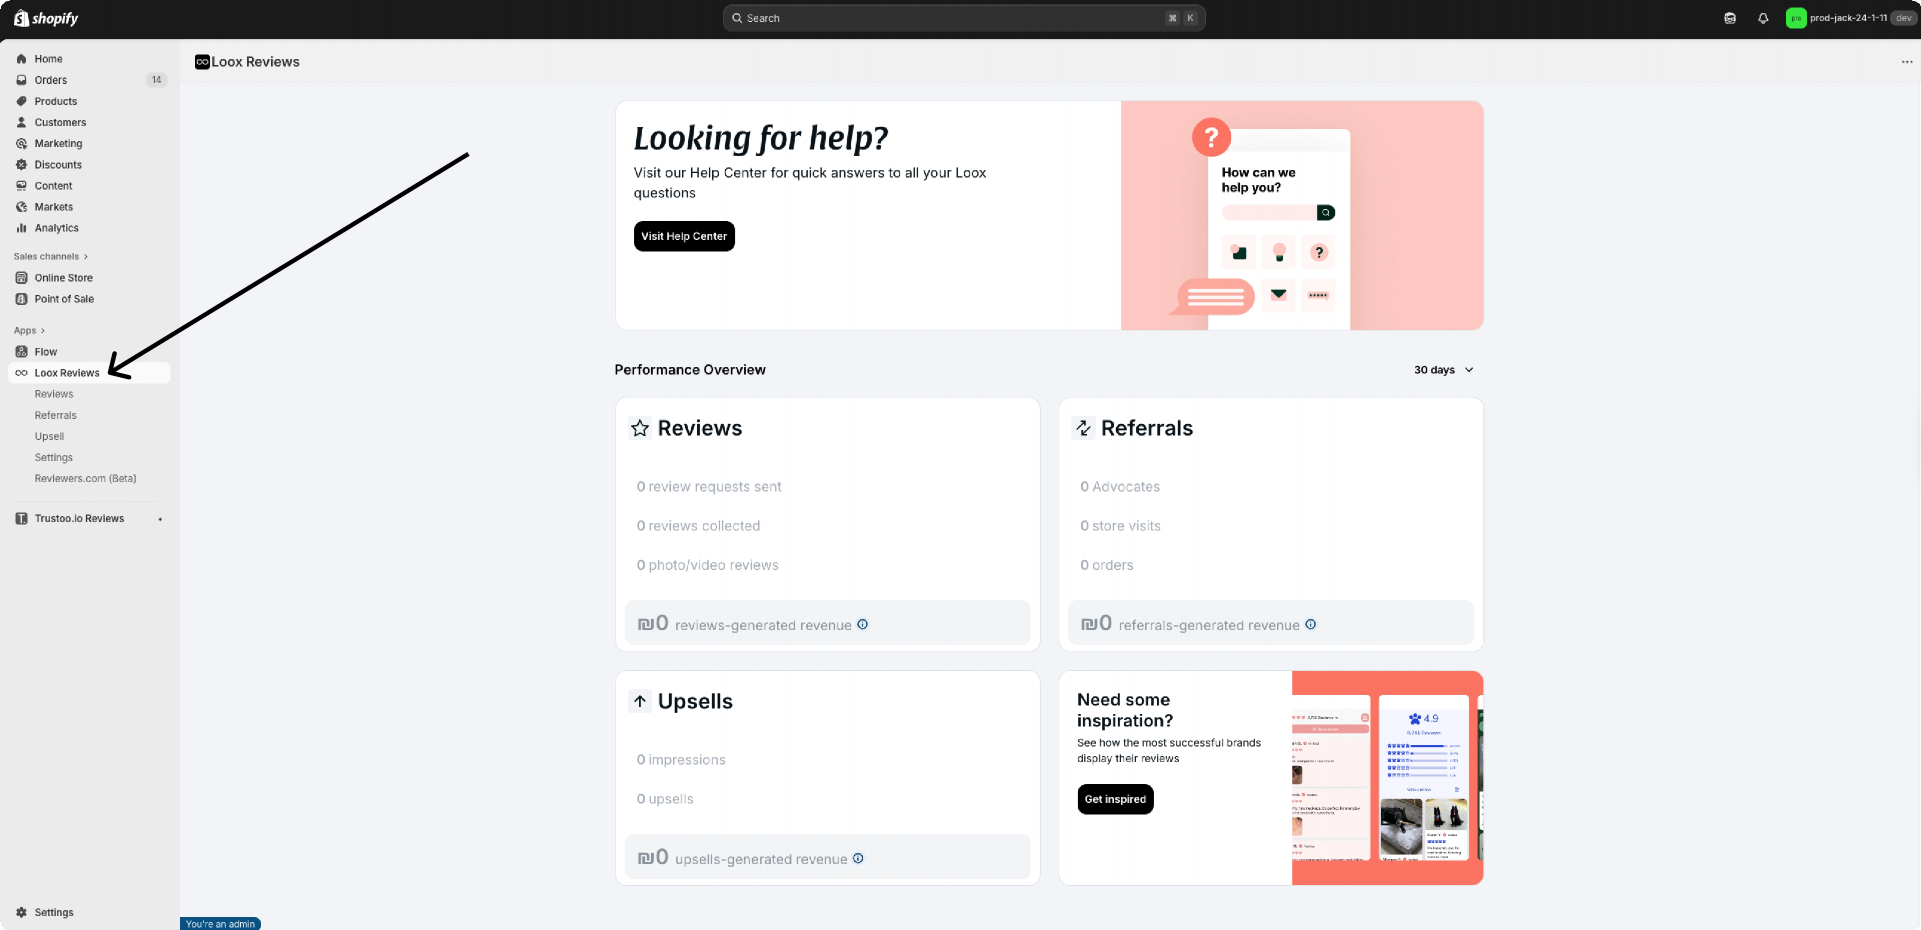 shopify
Search
⌘ K
pre
prod-jack-24-1-11
dev
Home
Orders
14
Products
Customers
Marketing
Discounts
Content
Markets
Analytics
Sales channels
Online Store
Point of Sale
Apps
Flow
Loox Reviews
Reviews
Referrals
Upsell
Settings
Reviewers.com (Beta)
Trustoo.io Reviews
Settings
You're an admin
Loox Reviews
Looking for help?
Visit our Help Center for quick answers to all your Loox
questions
Visit Help Center
?
How can we
help you?
?
Performance Overview
30 days
Reviews
0 review requests sent
0 reviews collected
0 photo/video reviews
₪0 reviews-generated revenue
Referrals
0 Advocates
0 store visits
0 orders
₪0 referrals-generated revenue
Upsells
0 impressions
0 upsells
₪0 upsells-generated revenue
Need some
inspiration?
See how the most successful brands
display their reviews
Get inspired
4.9